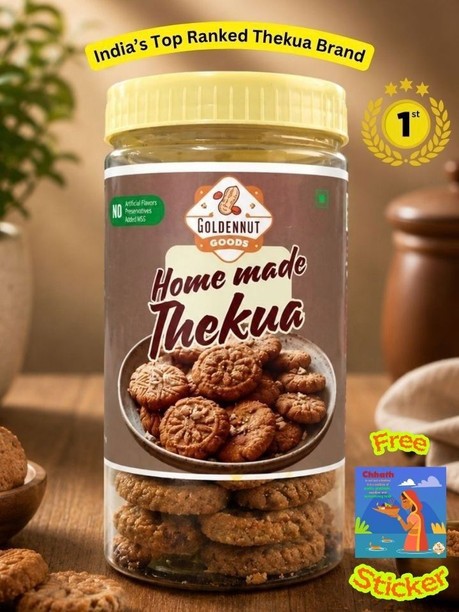 India's Top Ranked Thekua Brand
1st
NO
Artificial Flavors
Preservatives
Added MSG
GOLDENNUT
GOODS
Home made
Thekua
Free
Chhath
Sticker